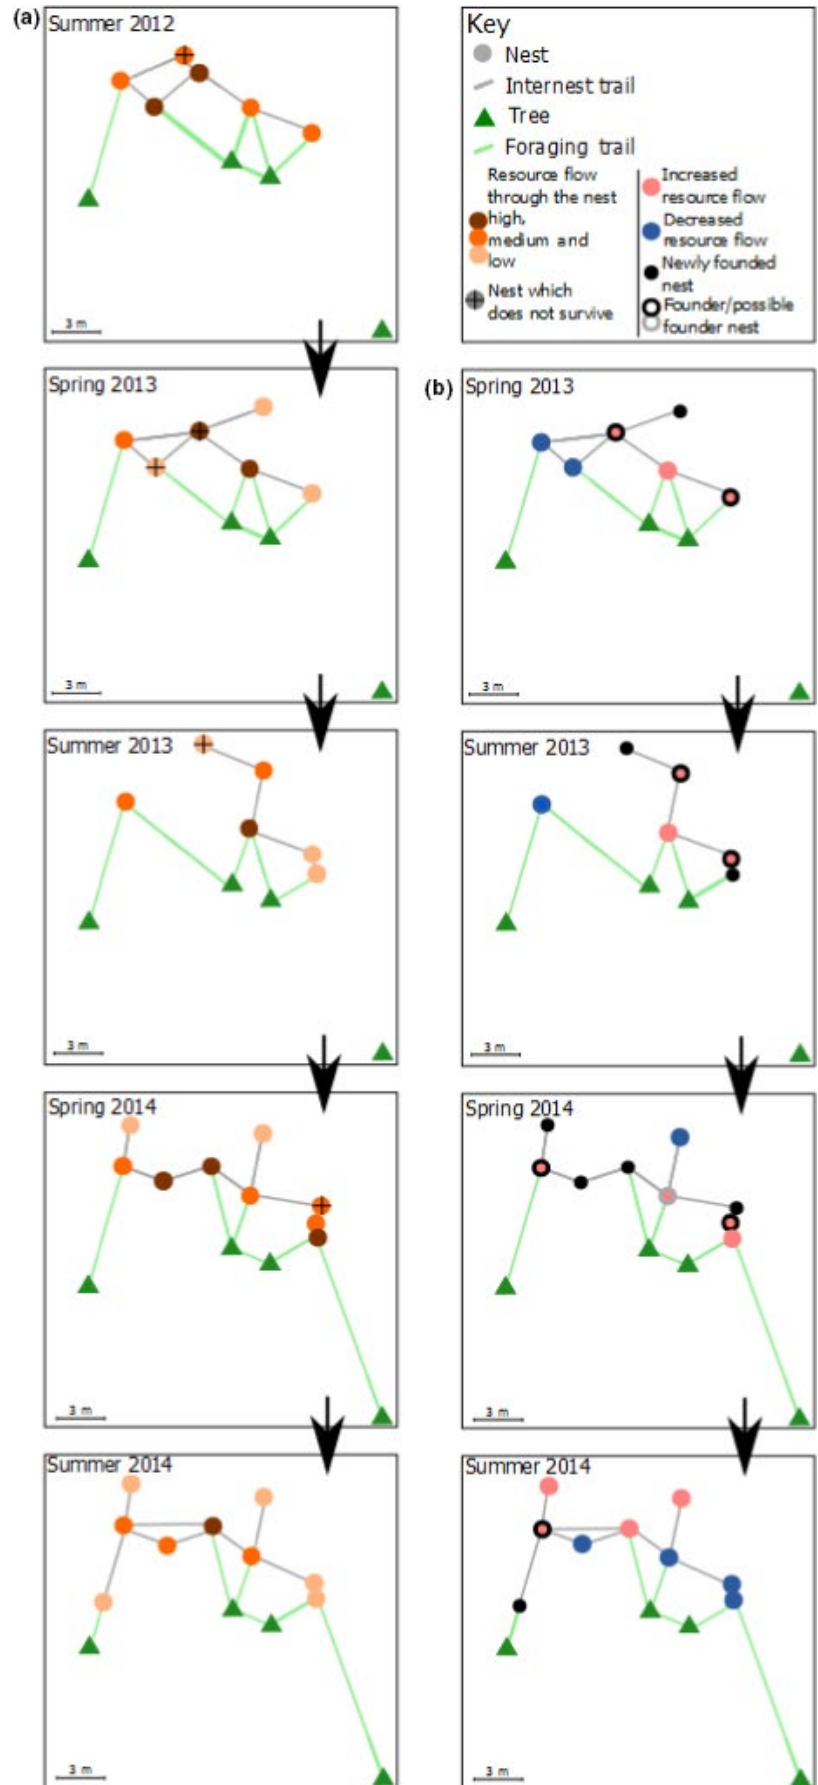 (a)
Summer 2012
3 m
Key
Nest
Internest trail
Tree
Foraging trail
Resource flow
through the nest
high,
medium and
low
Nest which
does not survive
Increased
resource flow
Decreased
resource flow
Newly founded
nest
Founder/possible
founder nest
Spring 2013
3 m
(b)
Spring 2013
3 m
Summer 2013
3 m
Summer 2013
3 m
Spring 2014
3 m
Spring 2014
3 m
Summer 2014
3 m
Summer 2014
3 m